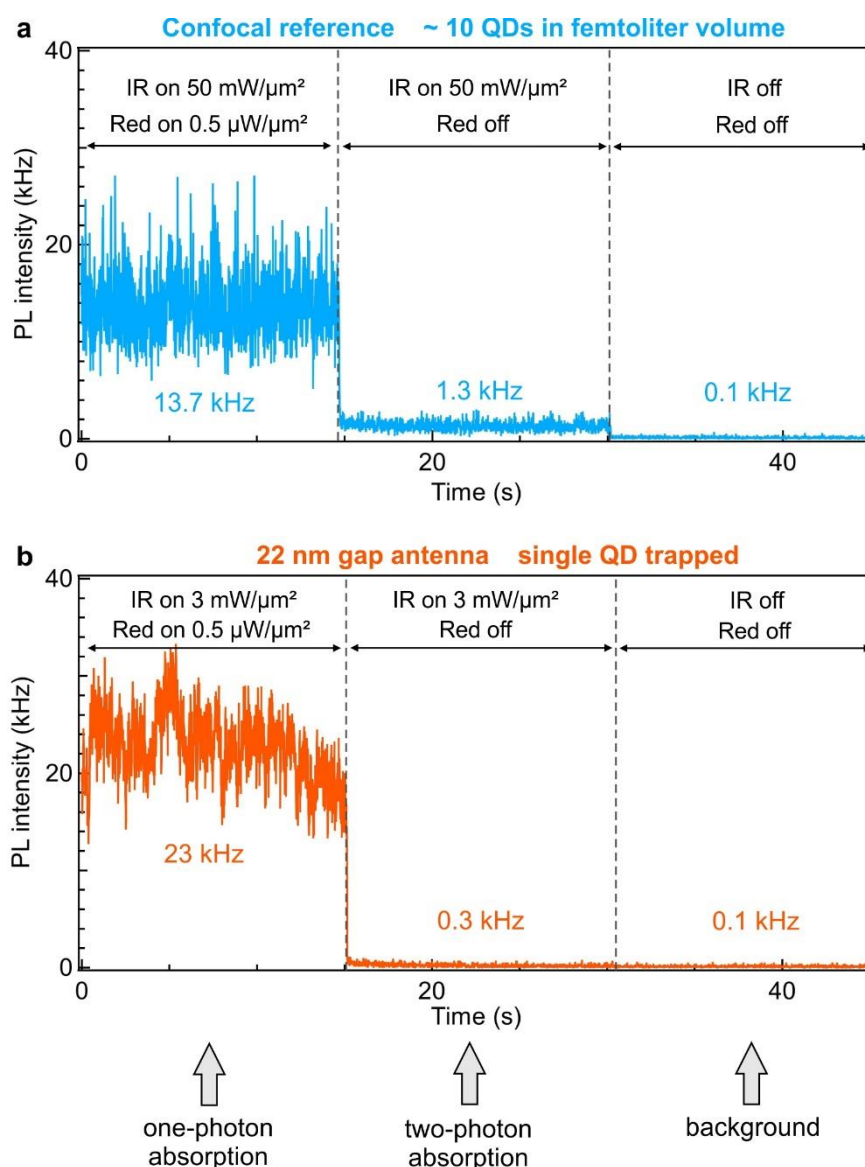 a Confocal reference ~ 10 QDs in femtoliter volume
40
IR on 50 mW/µm² IR on 50 mW/µm² IR off
Red on 0.5 µW/µm² Red off Red off
PL intensity (kHz)
20
13.7 kHz 1.3 kHz 0.1 kHz
0
0 20 40
Time (s)
b 22 nm gap antenna single QD trapped
40
IR on 3 mW/µm² IR on 3 mW/µm² IR off
Red on 0.5 µW/µm² Red off Red off
PL intensity (kHz)
20
23 kHz 0.3 kHz 0.1 kHz
0
0 20 40
Time (s)
one-photon two-photon background
absorption absorption